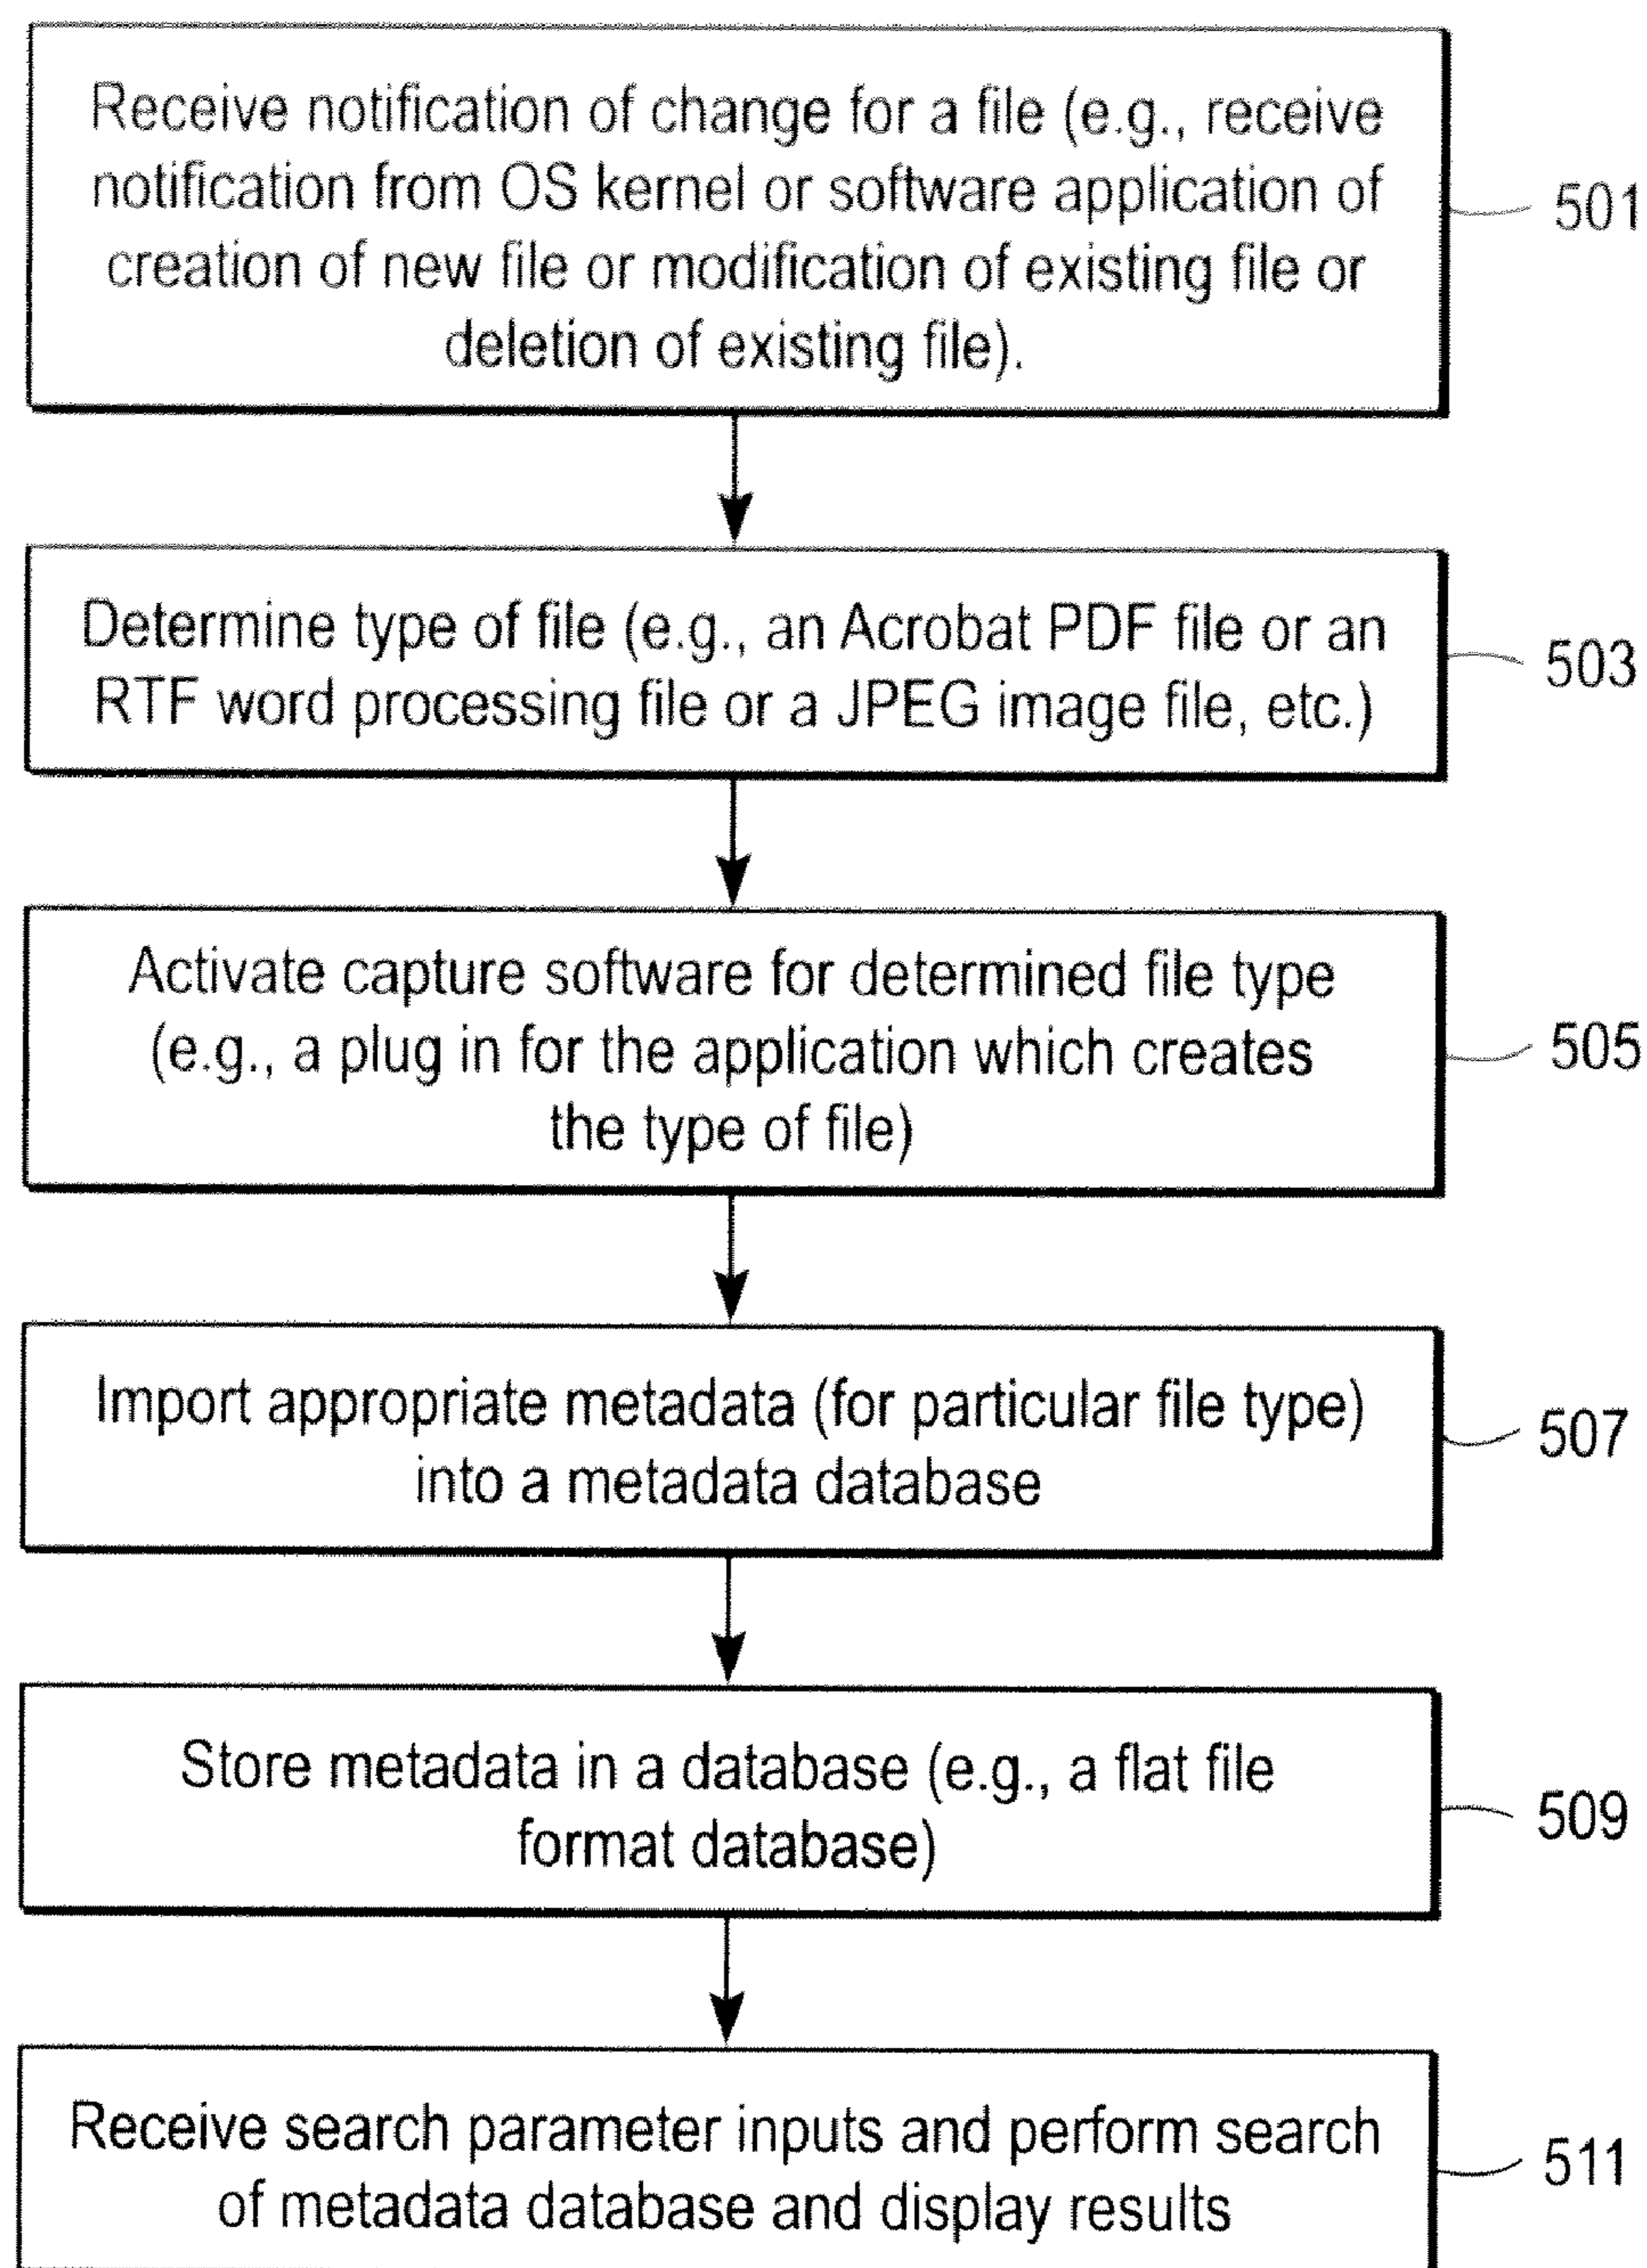 Receive notification of change for a file (e.g., receive
notification from OS kernel or software application of
creation of new file or modification of existing file or
deletion of existing file).
501
Determine type of file (e.g., an Acrobat PDF file or an
RTF word processing file or a JPEG image file, etc.)
503
Activate capture software for determined file type
(e.g., a plug in for the application which creates
the type of file)
505
Import appropriate metadata (for particular file type)
into a metadata database
507
Store metadata in a database (e.g., a flat file
format database)
509
Receive search parameter inputs and perform search
of metadata database and display results
511